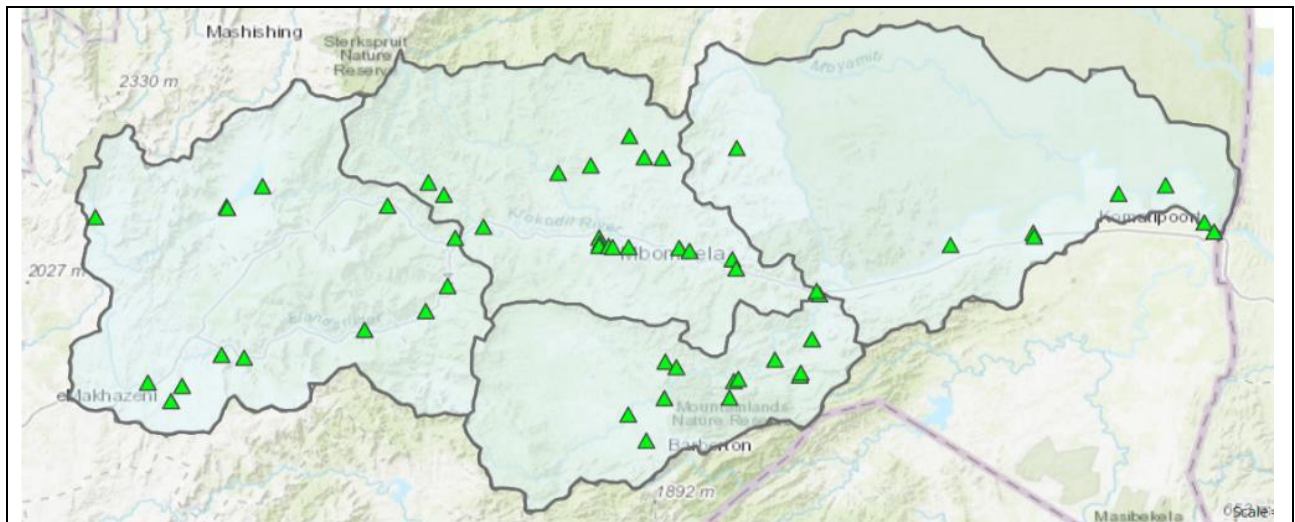 Mashishing
Sterkspruit
Nature
Reserve
2330 m
Mbyamiti
Krokodil River
Komatipoort
Mbombela
2027 m
Elandsrivier
eMakhazeni
Mountainlands
Nature Reserve
Barberton
1892 m
Masibekela
Scale